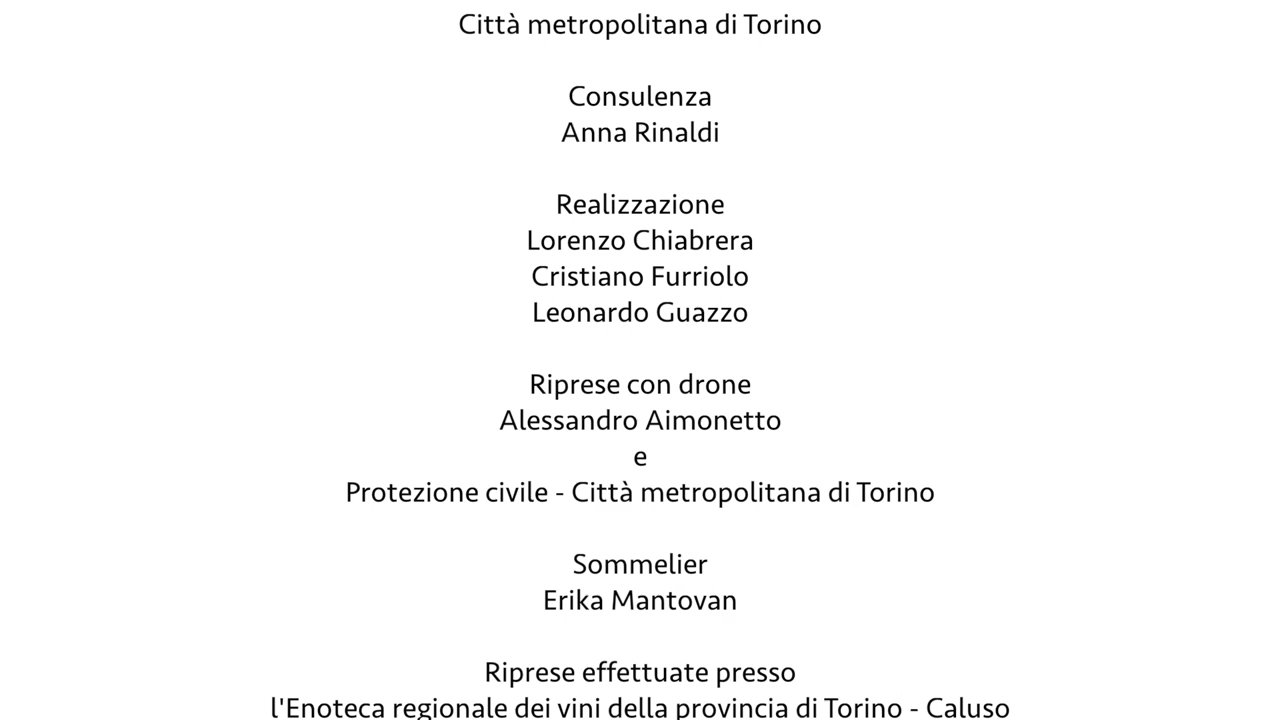 Città metropolitana di Torino
Consulenza
Anna Rinaldi
Realizzazione
Lorenzo Chiabrera
Cristiano Furriolo
Leonardo Guazzo
Riprese con drone
Alessandro Aimonetto
e
Protezione civile - Città metropolitana di Torino
Sommelier
Erika Mantovan
Riprese effettuate presso
l'Enoteca regionale dei vini della provincia di Torino - Caluso